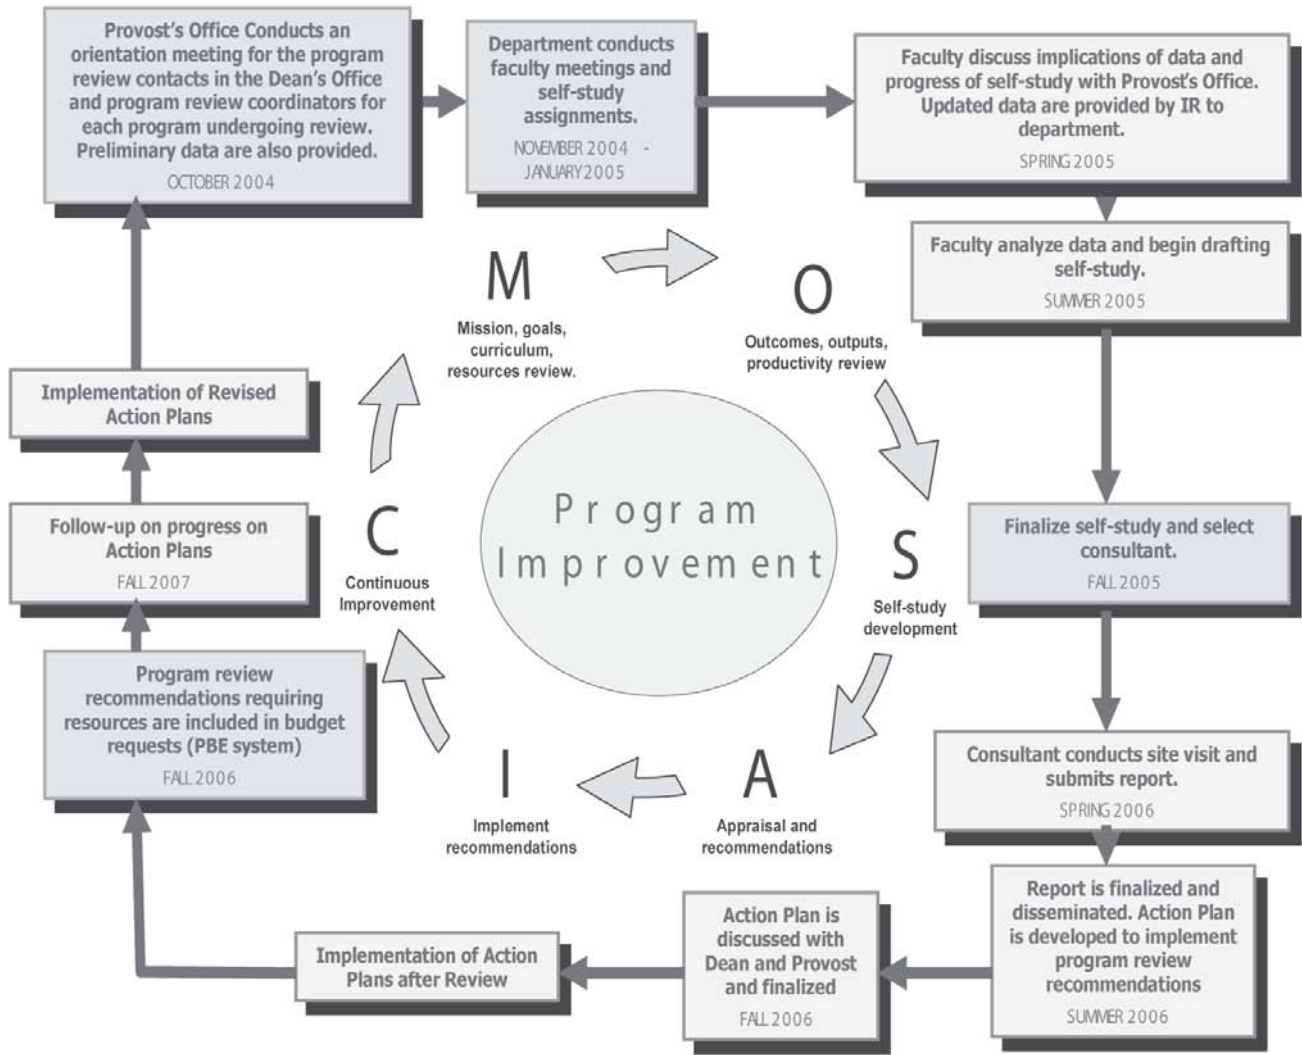 Provost's Office Conducts an
orientation meeting for the program
review contacts in the Dean's Office
and program review coordinators for
each program undergoing review.
Preliminary data are also provided.
OCTOBER 2004
Department conducts
faculty meetings and
self-study
assignments.
NOVEMBER 2004 -
JANUARY 2005
Faculty discuss implications of data and
progress of self-study with Provost's Office.
Updated data are provided by IR to
department.
SPRING 2005
Faculty analyze data and begin drafting
self-study.
SUMMER 2005
Finalize self-study and select
consultant.
FALL 2005
Consultant conducts site visit and
submits report.
SPRING 2006
Report is finalized and
disseminated. Action Plan
is developed to implement
program review
recommendations
SUMMER 2006
Action Plan is
discussed with
Dean and Provost
and finalized
FALL 2006
Implementation of Action
Plans after Review
Program review
recommendations requiring
resources are included in budget
requests (PBE system)
FALL 2006
Follow-up on progress on
Action Plans
FALL 2007
Implementation of Revised
Action Plans
M
Mission, goals,
curriculum,
resources review.
O
Outcomes, outputs,
productivity review
S
Self-study
development
A
Appraisal and
recommendations
I
Implement
recommendations
C
Continuous
Improvement
Program
Improvement